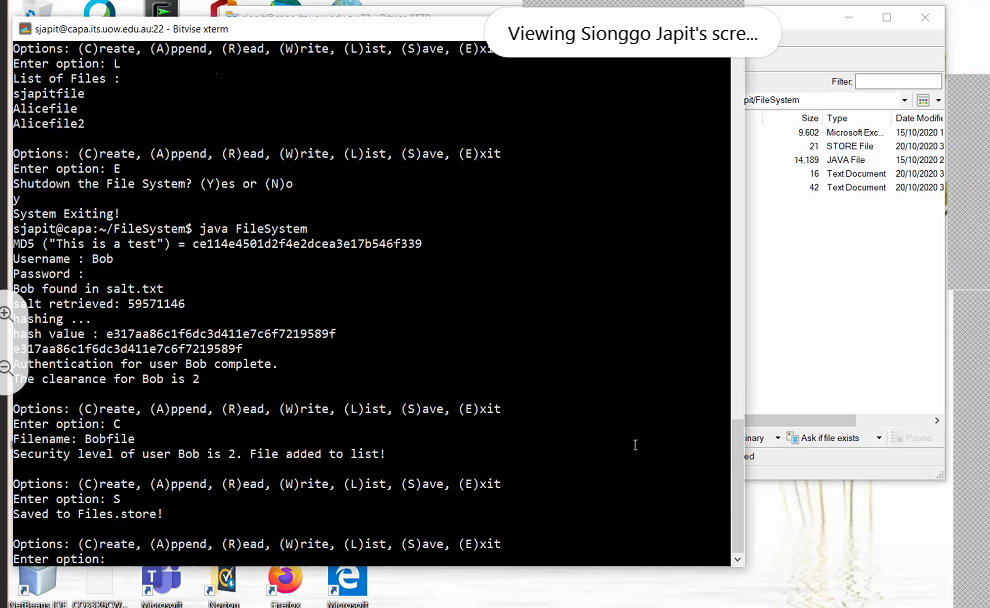 sjapit@capa.its.uow.edu.au:22 - Bitvise xterm
Viewing Sionggo Japit's scre...
Options: (C)reate, (A)ppend, (R)ead, (W)rite, (L)ist, (S)ave, (E)xit
Enter option: L
List of Files :
sjapitfile
Alicefile
Alicefile2
Options: (C)reate, (A)ppend, (R)ead, (W)rite, (L)ist, (S)ave, (E)xit
Enter option: E
Shutdown the File System? (Y)es or (N)o
y
System Exiting!
sjapit@capa:~/FileSystem$ java FileSystem
MD5 ("This is a test") = ce114e4501d2f4e2dcea3e17b546f339
Username : Bob
Password :
Bob found in salt.txt
salt retrieved: 59571146
hashing ...
hash value : e317aa86c1f6dc3d411e7c6f7219589f
e317aa86c1f6dc3d411e7c6f7219589f
Authentication for user Bob complete.
The clearance for Bob is 2
Options: (C)reate, (A)ppend, (R)ead, (W)rite, (L)ist, (S)ave, (E)xit
Enter option: C
Filename: Bobfile
Security level of user Bob is 2. File added to list!
Options: (C)reate, (A)ppend, (R)ead, (W)rite, (L)ist, (S)ave, (E)xit
Enter option: S
Saved to Files.store!
Options: (C)reate, (A)ppend, (R)ead, (W)rite, (L)ist, (S)ave, (E)xit
Enter option:
Filter:
pit/FileSystem
Size Type Date Modifi
9,602 Microsoft Exc... 15/10/2020 1
21 STORE File 20/10/2020 3
14,189 JAVA File 15/10/2020 2
16 Text Document 20/10/2020 3
42 Text Document 20/10/2020 3
inary Ask if file exists Pause
ed
NetBeans IDE Microsoft Norton Firefox Microsoft